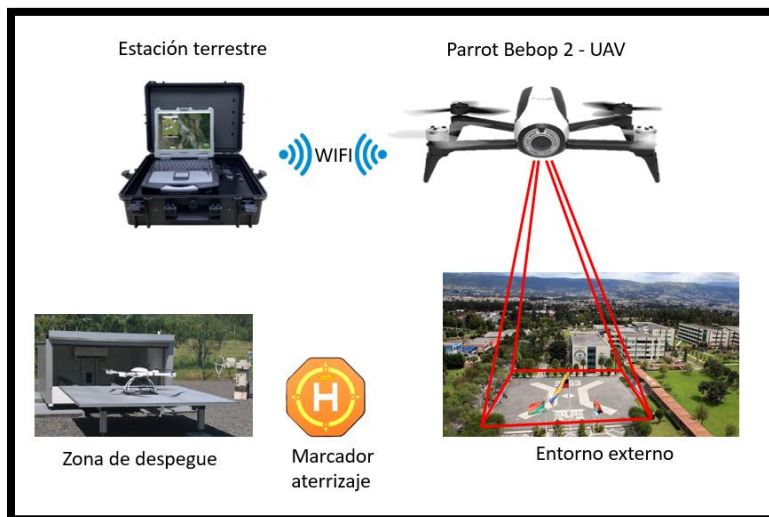 Estación terrestre
Parrot Bebop 2 - UAV
WIFI
H
Zona de despegue
Marcador
aterrizaje
Entorno externo